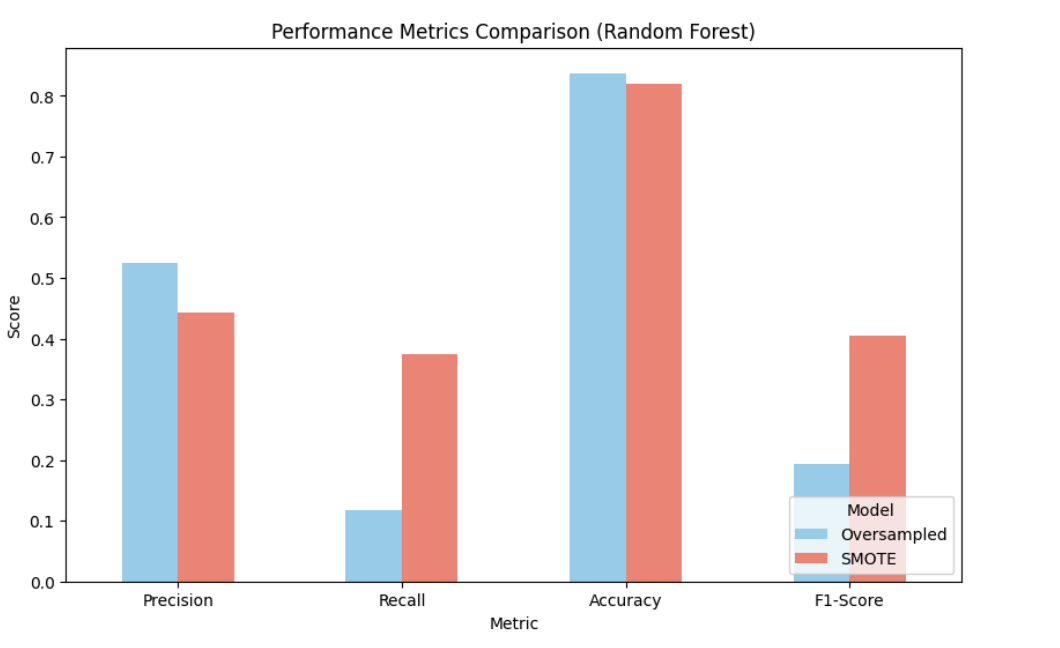 Performance Metrics Comparison (Random Forest)
Score
0.8
0.7
0.6
0.5
0.4
0.3
0.2
0.1
0.0
Model
Oversampled
SMOTE
Precision
Recall
Accuracy
F1-Score
Metric